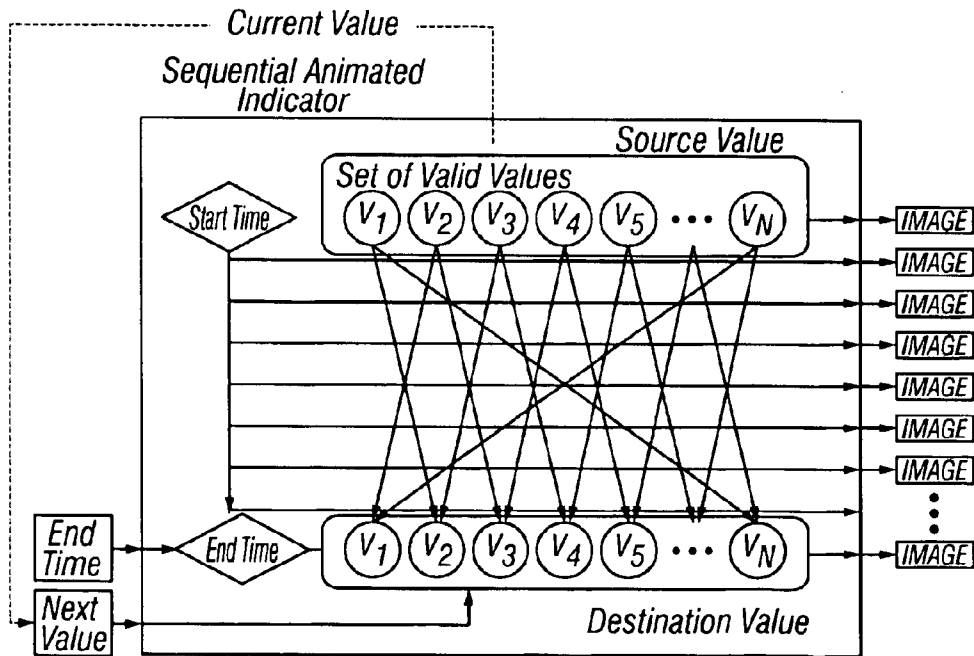 Current Value
Sequential Animated
Indicator
Source Value
Set of Valid Values
Start Time
V1 V2 V3 V4 V5 ••• VN
IMAGE
IMAGE
IMAGE
IMAGE
IMAGE
IMAGE
IMAGE
IMAGE
End
Time
End Time
V1 V2 V3 V4 V5 ••• VN
Next
Value
Destination Value